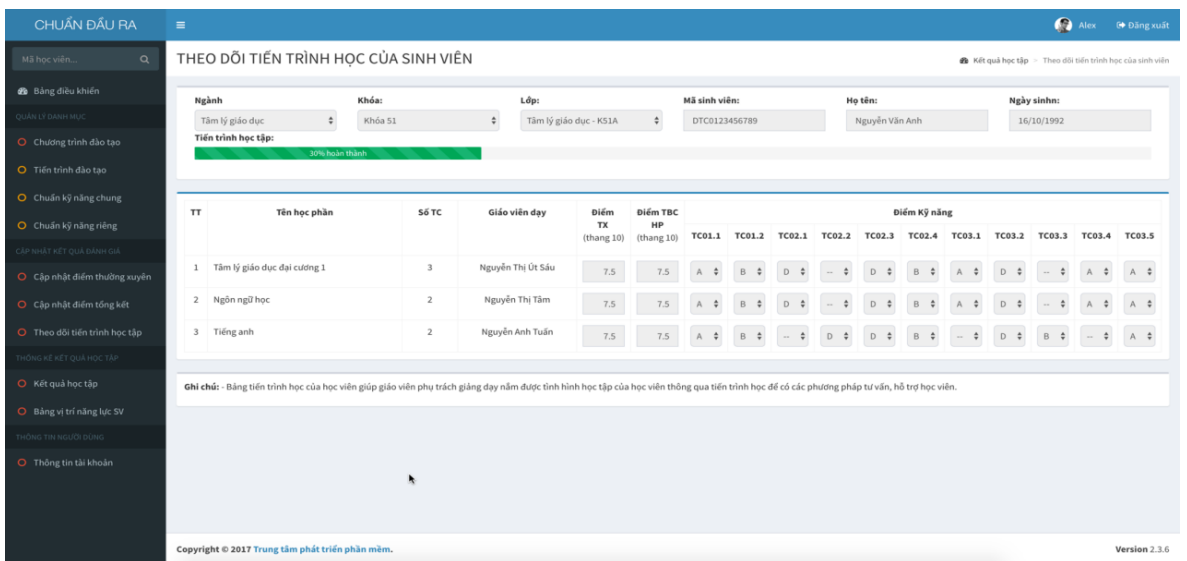 CHUẨN ĐẦU RA
Alex Đăng xuất
Mã học viên...
THEO DÕI TIẾN TRÌNH HỌC CỦA SINH VIÊN
Kết quả học tập > Theo dõi tiến trình học của sinh viên
Bảng điều khiển
QUẢN LÝ DANH MỤC
Chương trình đào tạo
Tiến trình đào tạo
Chuẩn kỹ năng chung
Chuẩn kỹ năng riêng
CẬP NHẬT KẾT QUẢ ĐÁNH GIÁ
Cập nhật điểm thường xuyên
Cập nhật điểm tổng kết
Theo dõi tiến trình học tập
THỐNG KÊ KẾT QUẢ HỌC TẬP
Kết quả học tập
Bảng vị trí năng lực SV
THÔNG TIN NGƯỜI DÙNG
Thông tin tài khoản
Ngành Khóa: Lớp: Mã sinh viên: Họ tên: Ngày sinhn:
Tâm lý giáo dục Khóa 51 Tâm lý giáo dục - K51A DTC0123456789 Nguyễn Văn Anh 16/10/1992
Tiến trình học tập:
30% hoàn thành
TT Tên học phần Số TC Giáo viên dạy Điểm TX (thang 10) Điểm TBC HP (thang 10) Điểm Kỹ năng
TC01.1 TC01.2 TC02.1 TC02.2 TC02.3 TC02.4 TC03.1 TC03.2 TC03.3 TC03.4 TC03.5
1 Tâm lý giáo dục đại cương 1 3 Nguyễn Thị Út Sáu 7.5 7.5 A B D -- D B A D -- A A
2 Ngôn ngữ học 2 Nguyễn Thị Tâm 7.5 7.5 A B D -- D B A D -- A A
3 Tiếng anh 2 Nguyễn Anh Tuấn 7.5 7.5 A B -- D D B -- D B -- A
Ghi chú: - Bảng tiến trình học của học viên giúp giáo viên phụ trách giảng dạy nắm được tình hình học tập của học viên thông qua tiến trình học để có các phương pháp tư vấn, hỗ trợ học viên.
Copyright © 2017 Trung tâm phát triển phần mềm.
Version 2.3.6